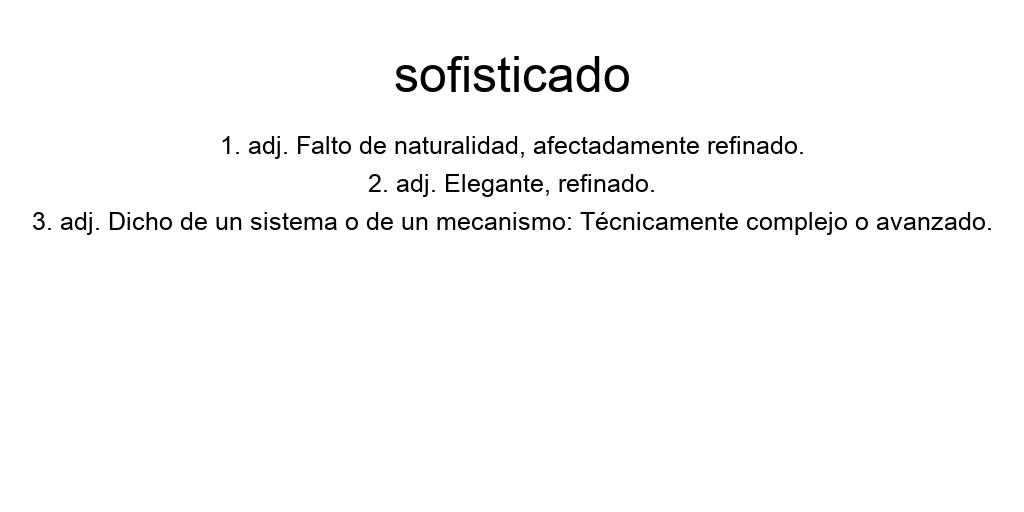 sofisticado
1. adj. Falto de naturalidad, afectadamente refinado.
2. adj. Elegante, refinado.
3. adj. Dicho de un sistema o de un mecanismo: Técnicamente complejo o avanzado.